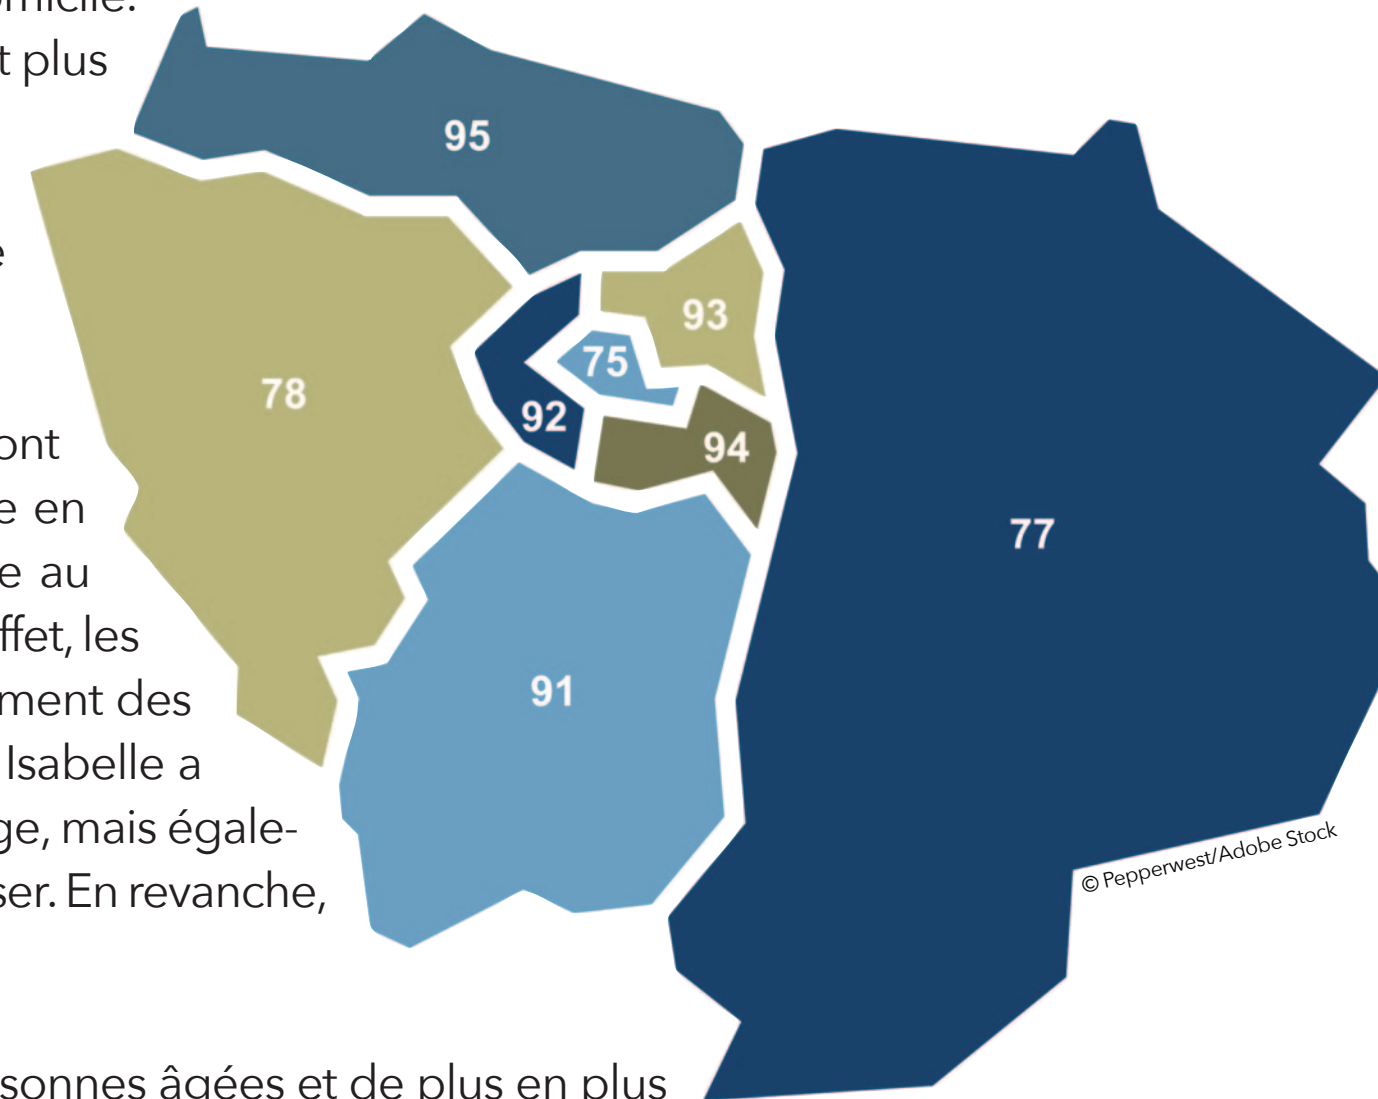 omicile.
t plus
95
e
93
75
78
92
94
ont
e en
77
e au
ffet, les
ment des
91
Isabelle a
ge, mais égale-
© Pepperwest/Adobe Stock
ser. En revanche,
sonnes âgées et de plus en plus